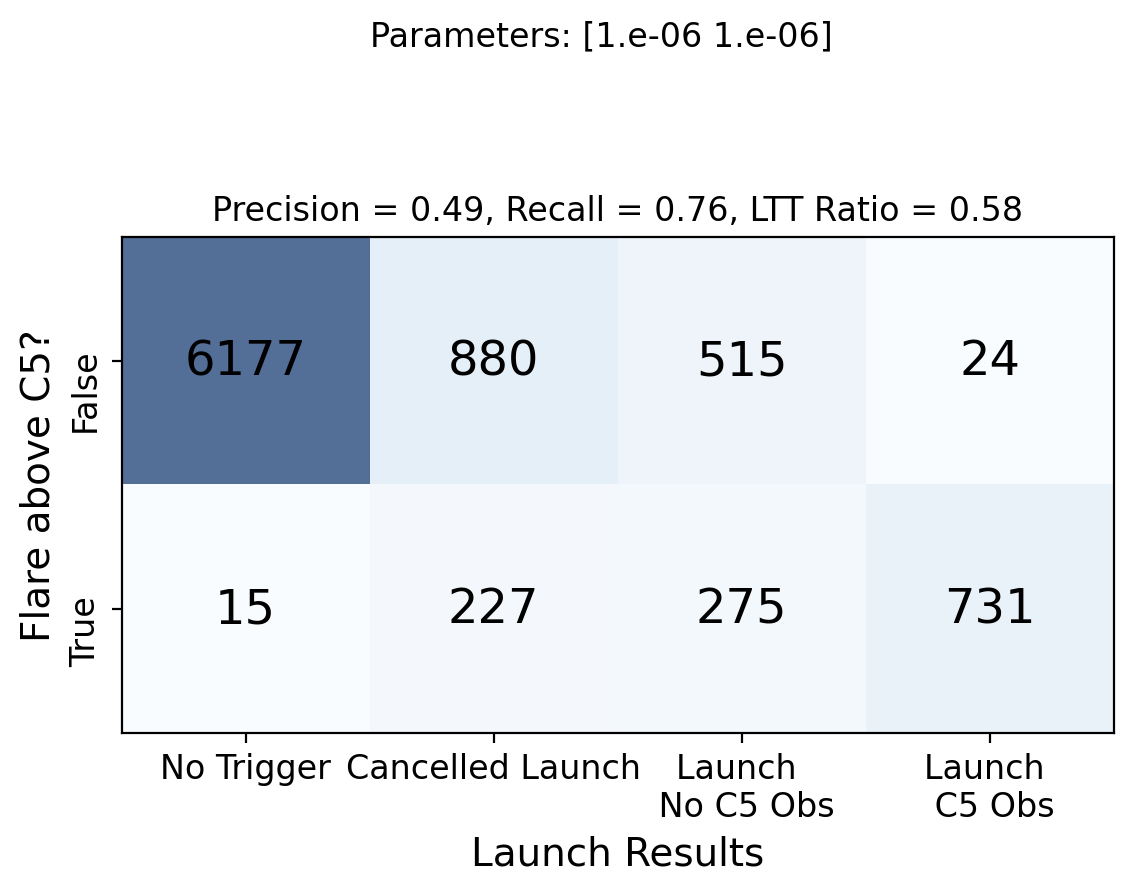 Parameters: [1.e-06 1.e-06]
Precision = 0.49, Recall = 0.76, LTT Ratio = 0.58
Flare above C5?
False
6177 880 515 24
True
15 227 275 731
No Trigger Cancelled Launch Launch Launch
No C5 Obs C5 Obs
Launch Results